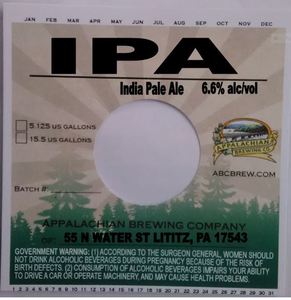 JAN FEB MAR APR MAY JUN JUL AUG SEP OCT NOV DEC
IPA
India Pale Ale 6.6% alc/vol
5.125 US GALLONS
15.5 US GALLONS
APPALACHIAN
BREWING CO.
ABCBREW.COM
BATCH #:
APPALACHIAN BREWING COMPANY
OF: 55 N WATER ST LITITZ, PA 17543
GOVERNMENT WARNING: (1) ACCORDING TO THE SURGEON GENERAL, WOMEN SHOULD
NOT DRINK ALCOHOLIC BEVERAGES DURING PREGNANCY BECAUSE OF THE RISK OF
BIRTH DEFECTS. (2) CONSUMPTION OF ALCOHOLIC BEVERAGES IMPAIRS YOUR ABILITY
TO DRIVE A CAR OR OPERATE MACHINERY, AND MAY CAUSE HEALTH PROBLEMS.
1 2 3 4 5 6 7 8 9 10 11 12 13 14 15 16 17 18 19 20 21 22 23 24 25 26 27 28 29 30 31